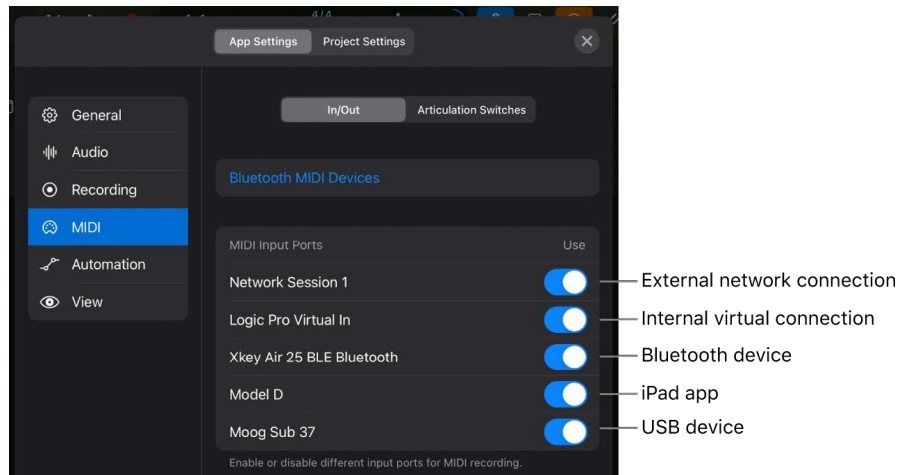 4/4
App Settings Project Settings
General
Audio
Recording
MIDI
Automation
View
In/Out Articulation Switches
Bluetooth MIDI Devices
MIDI Input Ports Use
Network Session 1 External network connection
Logic Pro Virtual In Internal virtual connection
Xkey Air 25 BLE Bluetooth Bluetooth device
Model D iPad app
Moog Sub 37 USB device
Enable or disable different input ports for MIDI recording.